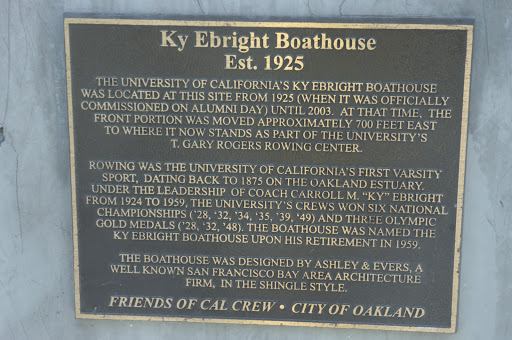 Ky Ebright Boathouse
Est. 1925
THE UNIVERSITY OF CALIFORNIA'S KY EBRIGHT BOATHOUSE
WAS LOCATED AT THIS SITE FROM 1925 (WHEN IT WAS OFFICIALLY
COMMISSIONED ON ALUMNI DAY) UNTIL 2003. AT THAT TIME, THE
FRONT PORTION WAS MOVED APPROXIMATELY 700 FEET EAST
TO WHERE IT NOW STANDS AS PART OF THE UNIVERSITY'S
T. GARY ROGERS ROWING CENTER.
ROWING WAS THE UNIVERSITY OF CALIFORNIA'S FIRST VARSITY
SPORT, DATING BACK TO 1875 ON THE OAKLAND ESTUARY.
UNDER THE LEADERSHIP OF COACH CARROLL M. "KY" EBRIGHT
FROM 1924 TO 1959, THE UNIVERSITY'S CREWS WON SIX NATIONAL
CHAMPIONSHIPS ('28, '32, '34, '35, '39, '49) AND THREE OLYMPIC
GOLD MEDALS ('28, '32, '48). THE BOATHOUSE WAS NAMED THE
KY EBRIGHT BOATHOUSE UPON HIS RETIREMENT IN 1959.
THE BOATHOUSE WAS DESIGNED BY ASHLEY & EVERS, A
WELL KNOWN SAN FRANCISCO BAY AREA ARCHITECTURE
FIRM, IN THE SHINGLE STYLE.
FRIENDS OF CAL CREW • CITY OF OAKLAND